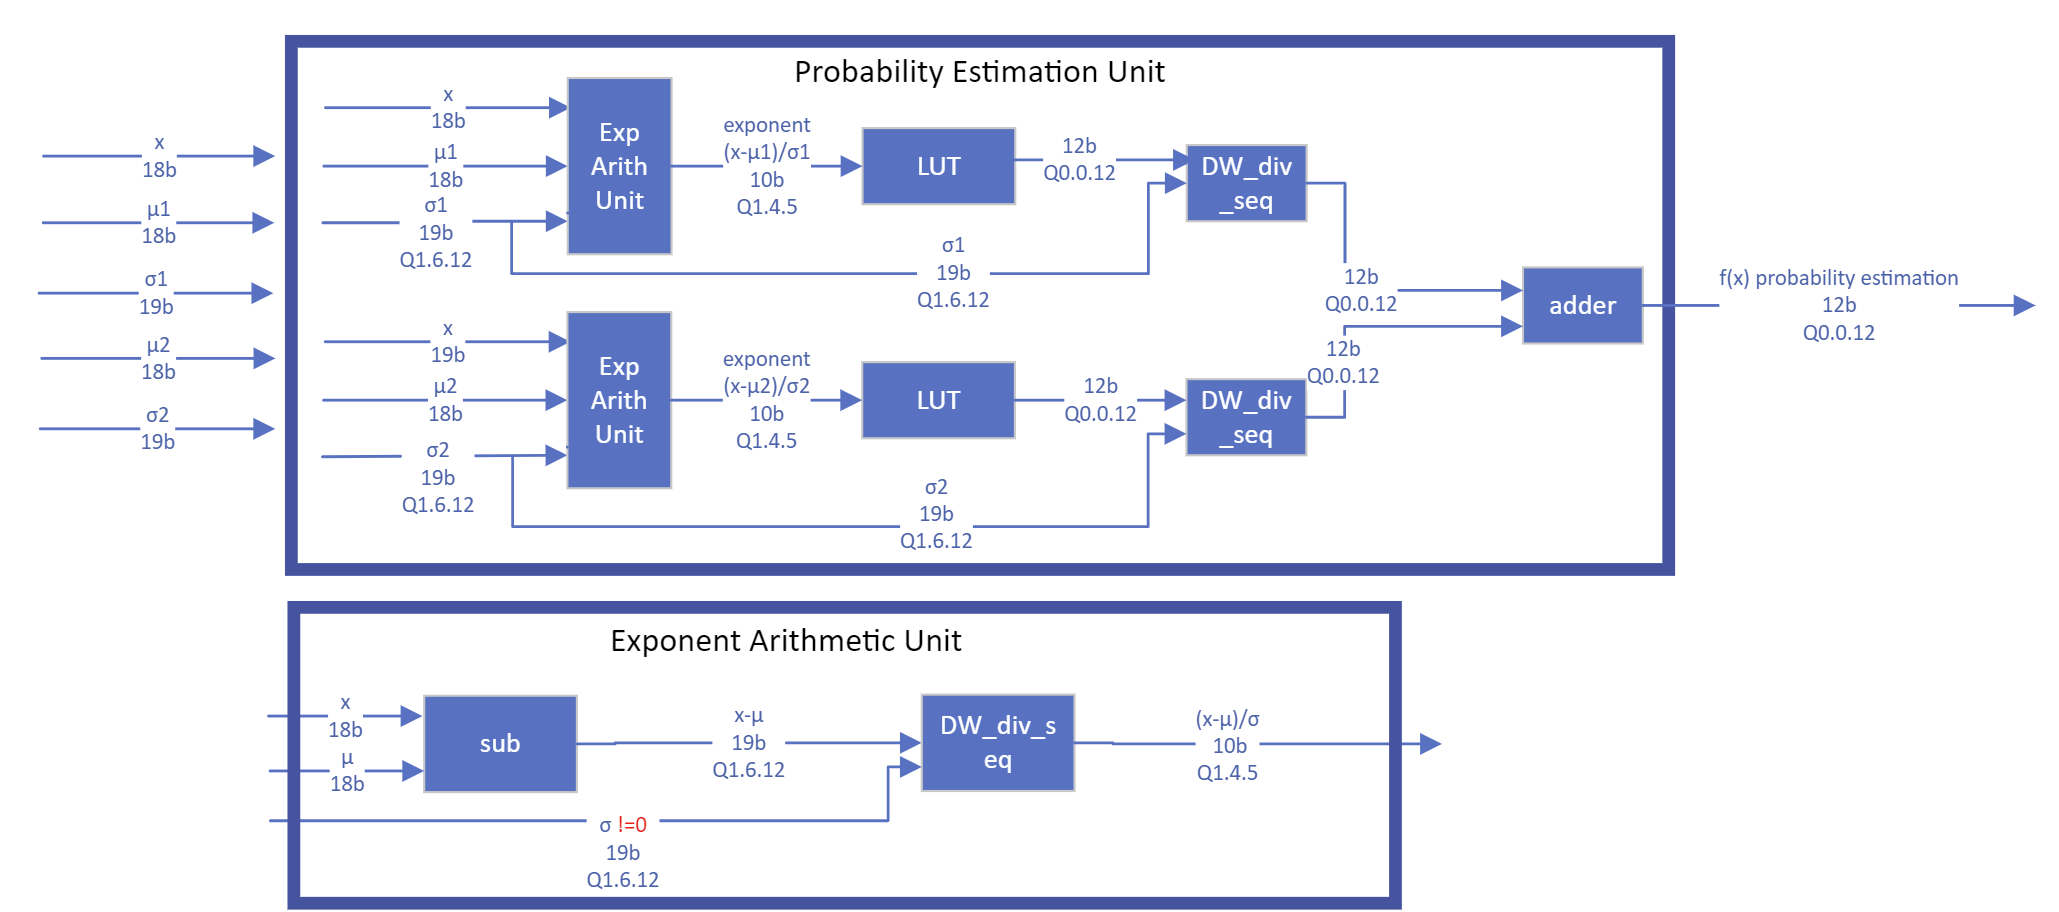 Probability Estimation Unit
x
18b
μ1
18b
σ1
19b
μ2
18b
σ2
19b
x
18b
μ1
18b
σ1
19b
Q1.6.12
Exp
Arith
Unit
exponent
(x-μ1)/σ1
10b
Q1.4.5
LUT
12b
Q0.0.12
DW_div
_seq
σ1
19b
Q1.6.12
12b
Q0.0.12
x
19b
μ2
18b
σ2
19b
Q1.6.12
Exp
Arith
Unit
exponent
(x-μ2)/σ2
10b
Q1.4.5
LUT
12b
Q0.0.12
DW_div
_seq
σ2
19b
Q1.6.12
12b
Q0.0.12
adder
f(x) probability estimation
12b
Q0.0.12
Exponent Arithmetic Unit
x
18b
μ
18b
sub
x-μ
19b
Q1.6.12
σ !=0
19b
Q1.6.12
DW_div_s
eq
(x-μ)/σ
10b
Q1.4.5